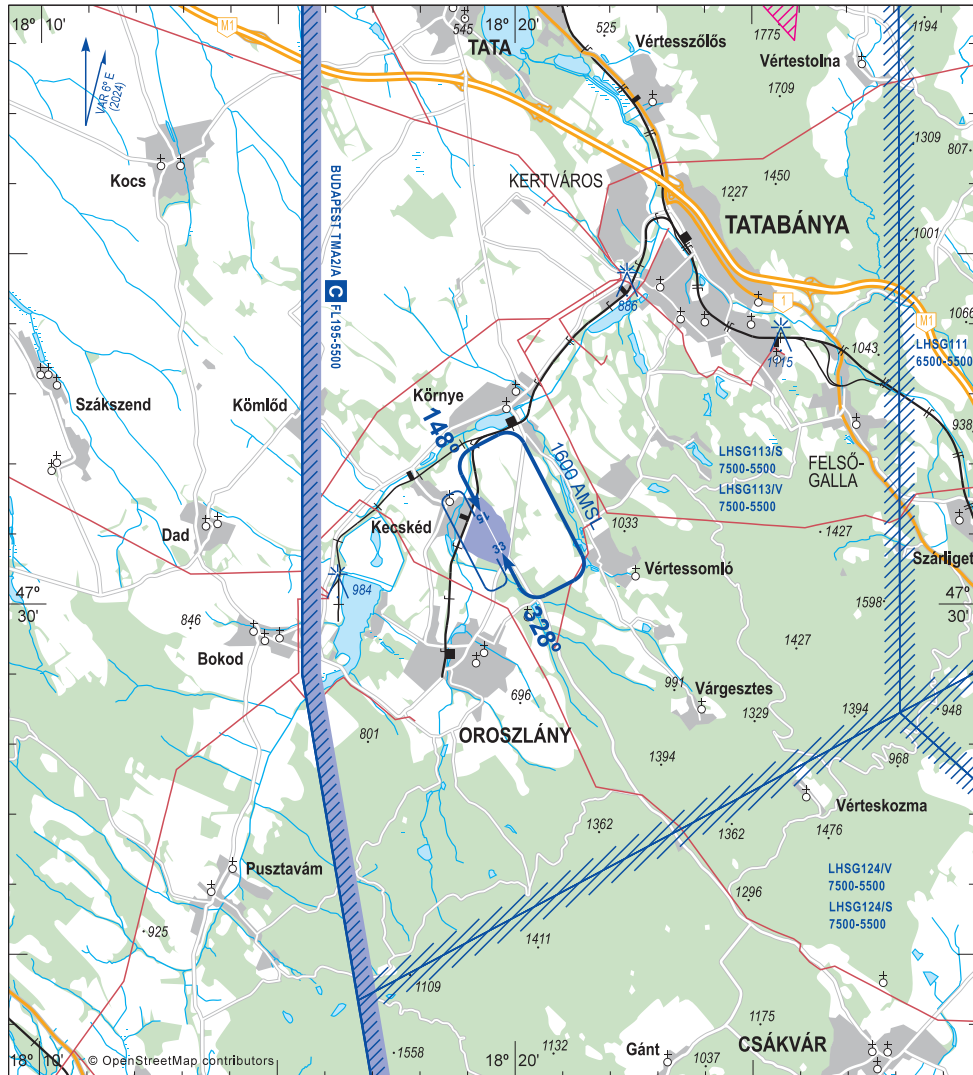 18° 10'
M1
545
TATA
18° 20'
525
Vértesszőlős
1775
1194
Vértestolna
1709
VAR 6° E
(2024)
1309
807
Kocs
KERTVÁROS
1450
1227
TATABÁNYA
1001
BUDAPEST TMA2/A C FL195-5500
886
1
1066
M1
1115
1043
LHSG111
6500-5500
Szákszend
Kömlőd
Környe
938
148°
1600 AMSL
LHSG113/S
7500-5500
LHSG113/V
7500-5500
FELSŐ-
GALLA
Kecskéd
15
1033
1427
Dad
33
Szárliget
984
Vértessomló
47°
30'
1598
47°
30'
846
328°
1427
Bokod
696
991
Várgesztes
1394
948
1329
801
OROSZLÁNY
1394
968
Vérteskozma
1362
1362
1476
Pusztavám
LHSG124/V
7500-5500
1296
LHSG124/S
7500-5500
925
1411
1109
1175
CSÁKVÁR
18° 10'
© OpenStreetMap contributors
1558
18° 20'
1132
Gánt
1037